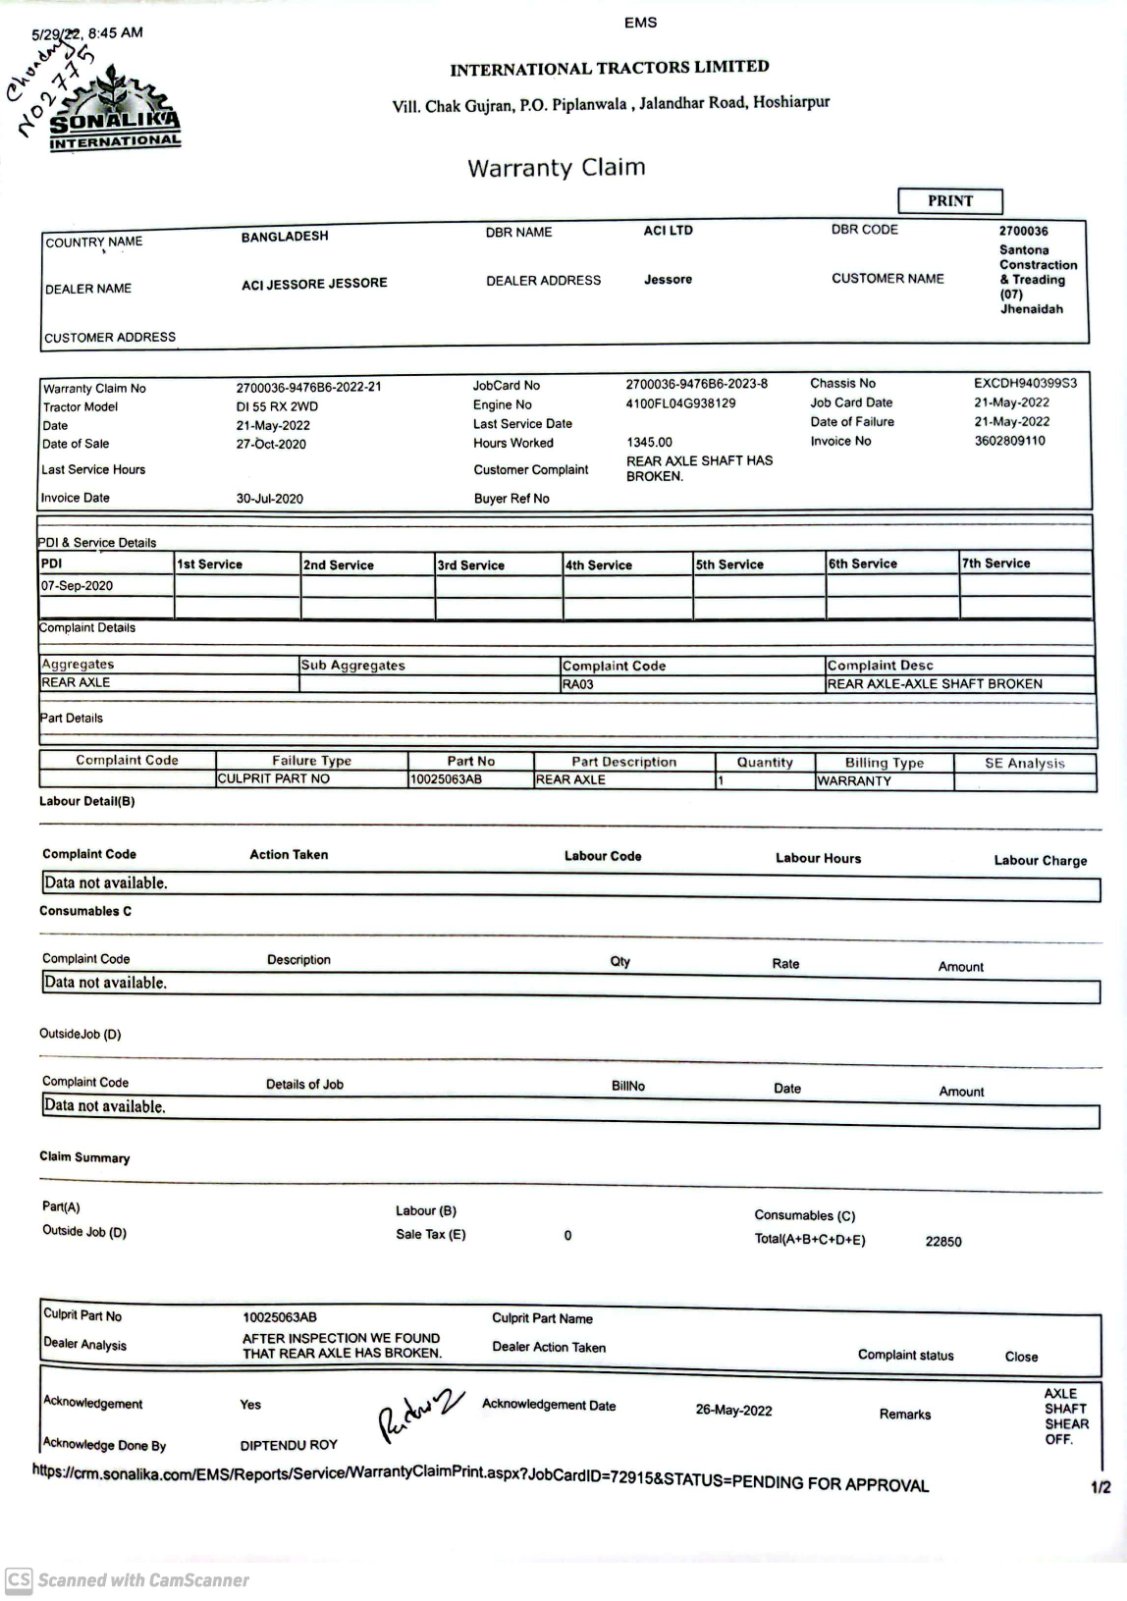 5/29/22, 8:45 AM
EMS
NO2775
SONALIKA
INTERNATIONAL
INTERNATIONAL TRACTORS LIMITED
Vill. Chak Gujran, P.O. Piplanwala , Jalandhar Road, Hoshiarpur
Warranty Claim
PRINT
COUNTRY NAME BANGLADESH DBR NAME ACI LTD DBR CODE 2700036
DEALER NAME ACI JESSORE JESSORE DEALER ADDRESS Jessore CUSTOMER NAME Santona
Constraction
& Treading
(07)
Jhenaidah
CUSTOMER ADDRESS
Warranty Claim No 2700036-9476B6-2022-21 JobCard No 2700036-9476B6-2023-8 Chassis No EXCDH940399S3
Tractor Model DI 55 RX 2WD Engine No 4100FL04G938129 Job Card Date 21-May-2022
Date 21-May-2022 Last Service Date Date of Failure 21-May-2022
Date of Sale 27-Oct-2020 Hours Worked 1345.00 Invoice No 3602809110
Last Service Hours Customer Complaint REAR AXLE SHAFT HAS
BROKEN.
Invoice Date 30-Jul-2020 Buyer Ref No
PDI & Service Details
PDI 1st Service 2nd Service 3rd Service 4th Service 5th Service 6th Service 7th Service
07-Sep-2020
Complaint Details
Aggregates Sub Aggregates Complaint Code Complaint Desc
REAR AXLE RA03 REAR AXLE-AXLE SHAFT BROKEN
Part Details
Complaint Code Failure Type Part No Part Description Quantity Billing Type SE Analysis
CULPRIT PART NO 10025063AB REAR AXLE 1 WARRANTY
Labour Detail(B)
Complaint Code Action Taken Labour Code Labour Hours Labour Charge
Data not available.
Consumables C
Complaint Code Description Qty Rate Amount
Data not available.
OutsideJob (D)
Complaint Code Details of Job BillNo Date Amount
Data not available.
Claim Summary
Part(A) Labour (B) Consumables (C)
Outside Job (D) Sale Tax (E) 0 Total(A+B+C+D+E) 22850
Culprit Part No 10025063AB Culprit Part Name
Dealer Analysis AFTER INSPECTION WE FOUND
THAT REAR AXLE HAS BROKEN. Dealer Action Taken Complaint status Close
Acknowledgement Yes Acknowledgement Date 26-May-2022 Remarks AXLE
SHAFT
SHEAR
OFF.
Acknowledge Done By DIPTENDU ROY
https://crm.sonalika.com/EMS/Reports/Service/WarrantyClaimPrint.aspx?JobCardID=72915&STATUS=PENDING FOR APPROVAL
1/2
CS Scanned with CamScanner